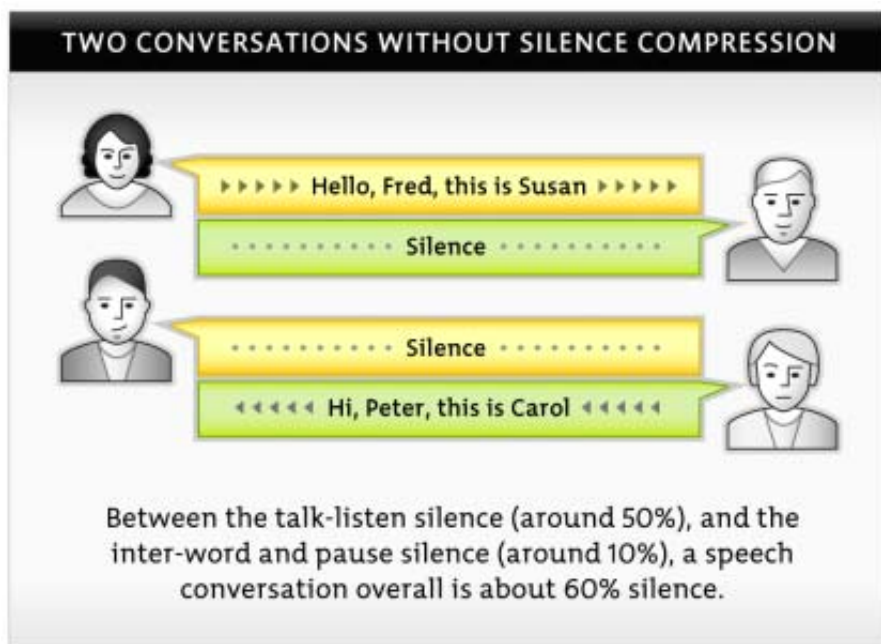 TWO CONVERSATIONS WITHOUT SILENCE COMPRESSION
Hello, Fred, this is Susan
Silence
Silence
Hi, Peter, this is Carol
Between the talk-listen silence (around 50%), and the
inter-word and pause silence (around 10%), a speech
conversation overall is about 60% silence.